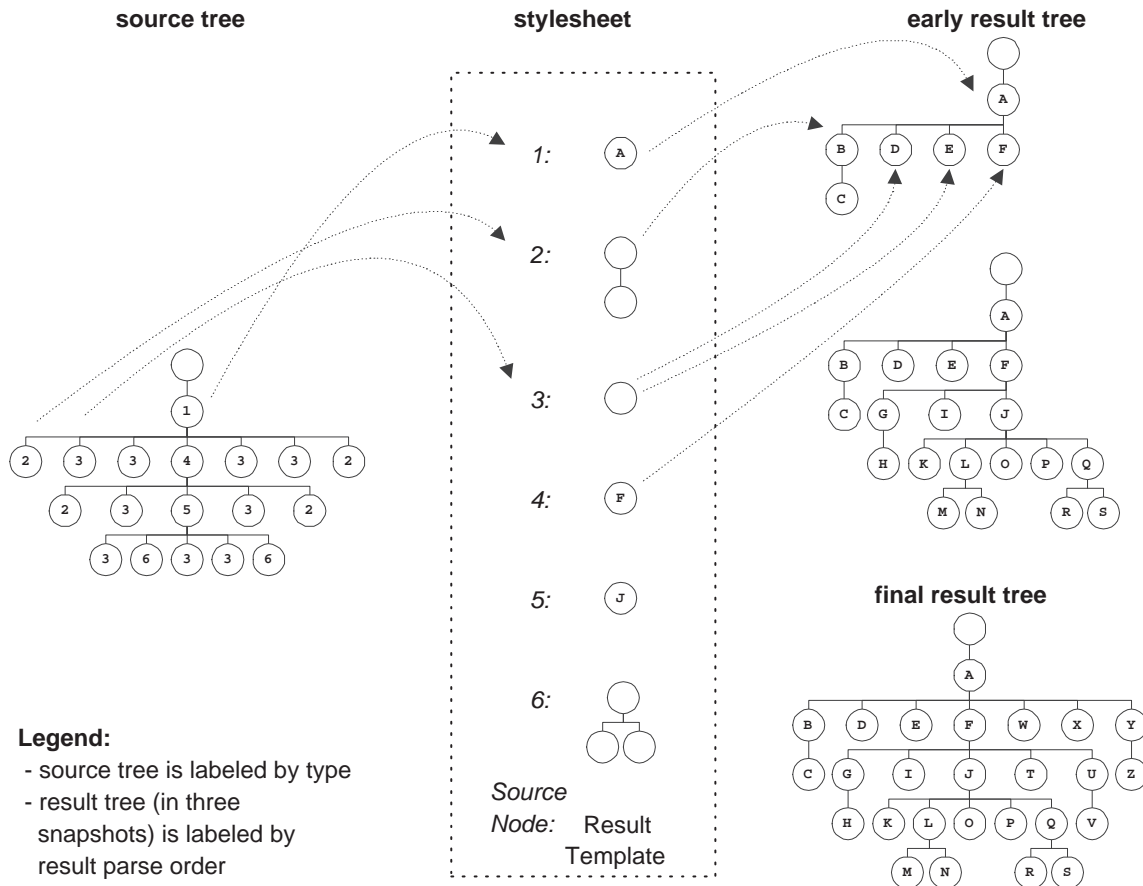 source tree
stylesheet
early result tree
1
2 3 3 4 3 3 2
2 3 5 3 2
3 6 3 3 6
1: A
2:
3:
4: F
5: J
6:
Source
Node: Result
Template
A
B D E F
C
A
B D E F
C G I J
H K L O P Q
M N R S
final result tree
A
B D E F W X Y
C G I J T U Z
H K L O P Q V
M N R S
Legend:
- source tree is labeled by type
- result tree (in three
snapshots) is labeled by
result parse order